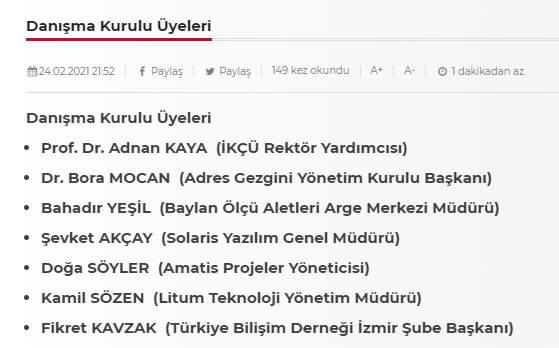 Danışma Kurulu Üyeleri
24.02.2021 21:52 Paylaş Paylaş 149 kez okundu A+ A- 1 dakikadan az.
Danışma Kurulu Üyeleri
• Prof. Dr. Adnan KAYA (İKÇÜ Rektör Yardımcısı)
• Dr. Bora MOCAN (Adres Gezgini Yönetim Kurulu Başkanı)
• Bahadır YEŞİL (Baylan Ölçü Aletleri Arge Merkezi Müdürü)
• Şevket AKÇAY (Solaris Yazılım Genel Müdürü)
• Doğa SÖYLER (Amatis Projeler Yöneticisi)
• Kamil SÖZEN (Litum Teknoloji Yönetim Müdürü)
• Fikret KAVZAK (Türkiye Bilişim Derneği İzmir Şube Başkanı)